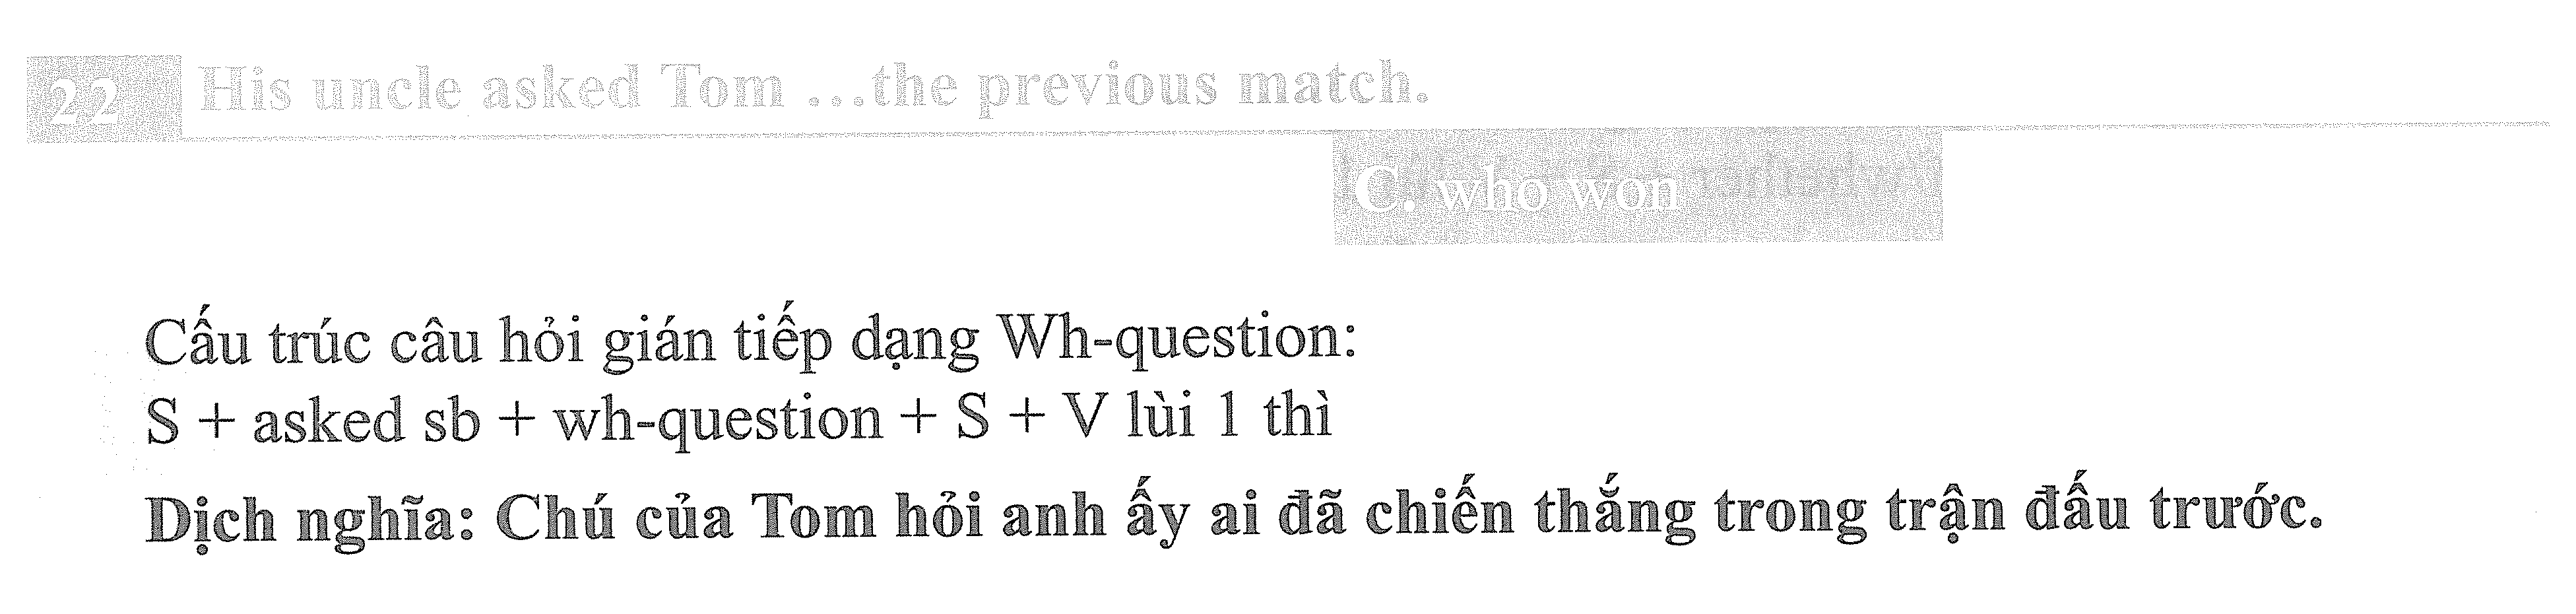 22 His uncle asked Tom ...the previous match.
C. who won
Cấu trúc câu hỏi gián tiếp dạng Wh-question:
S + asked sb + wh-question + S + V lùi 1 thì
Dịch nghĩa: Chú của Tom hỏi anh ấy ai đã chiến thắng trong trận đấu trước.